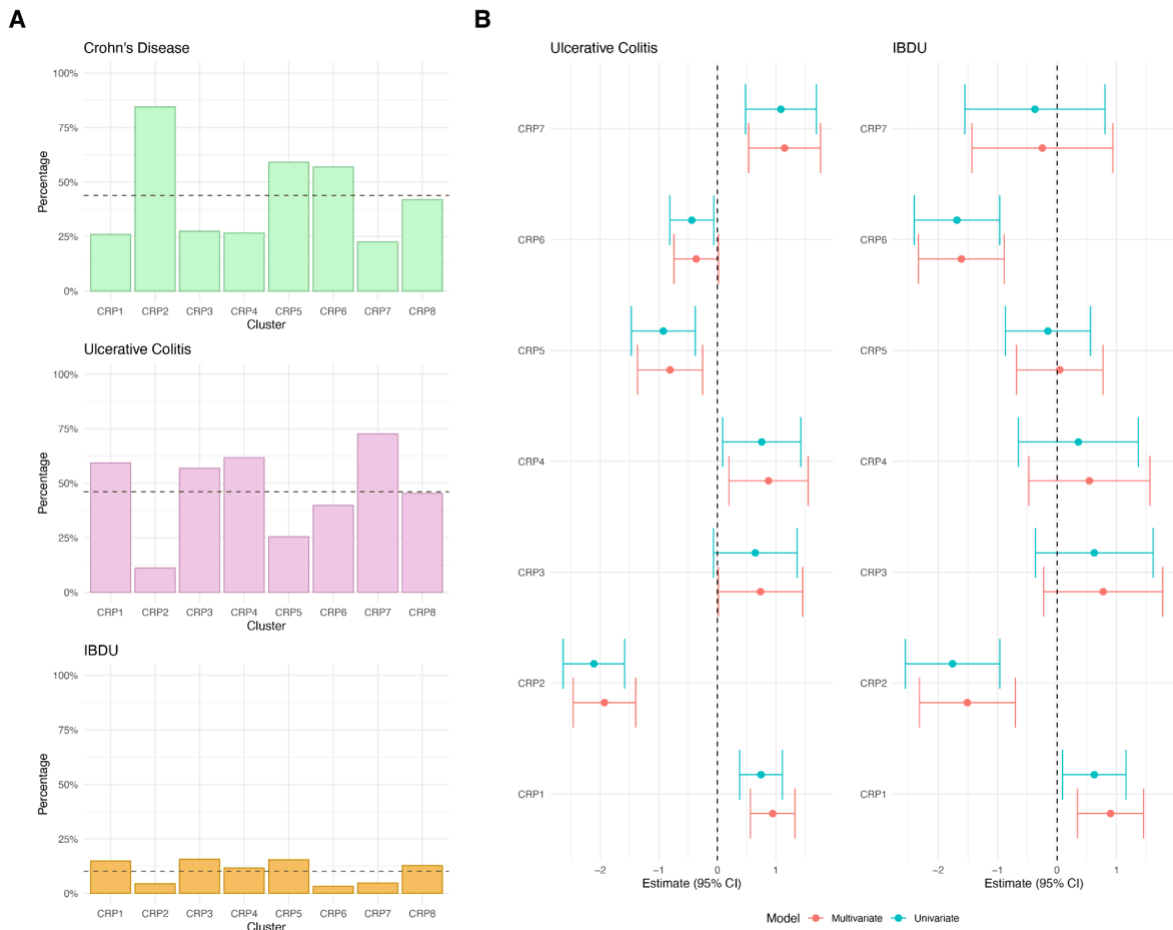 A
Crohn's Disease
100%
75%
50%
25%
0%
Percentage
CRP1 CRP2 CRP3 CRP4 CRP5 CRP6 CRP7 CRP8
Cluster
Ulcerative Colitis
100%
75%
50%
25%
0%
Percentage
CRP1 CRP2 CRP3 CRP4 CRP5 CRP6 CRP7 CRP8
Cluster
IBDU
100%
75%
50%
25%
0%
Percentage
CRP1 CRP2 CRP3 CRP4 CRP5 CRP6 CRP7 CRP8
Cluster
B
Ulcerative Colitis
CRP7
CRP6
CRP5
CRP4
CRP3
CRP2
CRP1
−2 −1 0 1
Estimate (95% CI)
IBDU
CRP7
CRP6
CRP5
CRP4
CRP3
CRP2
CRP1
−2 −1 0 1
Estimate (95% CI)
Model Multivariate Univariate